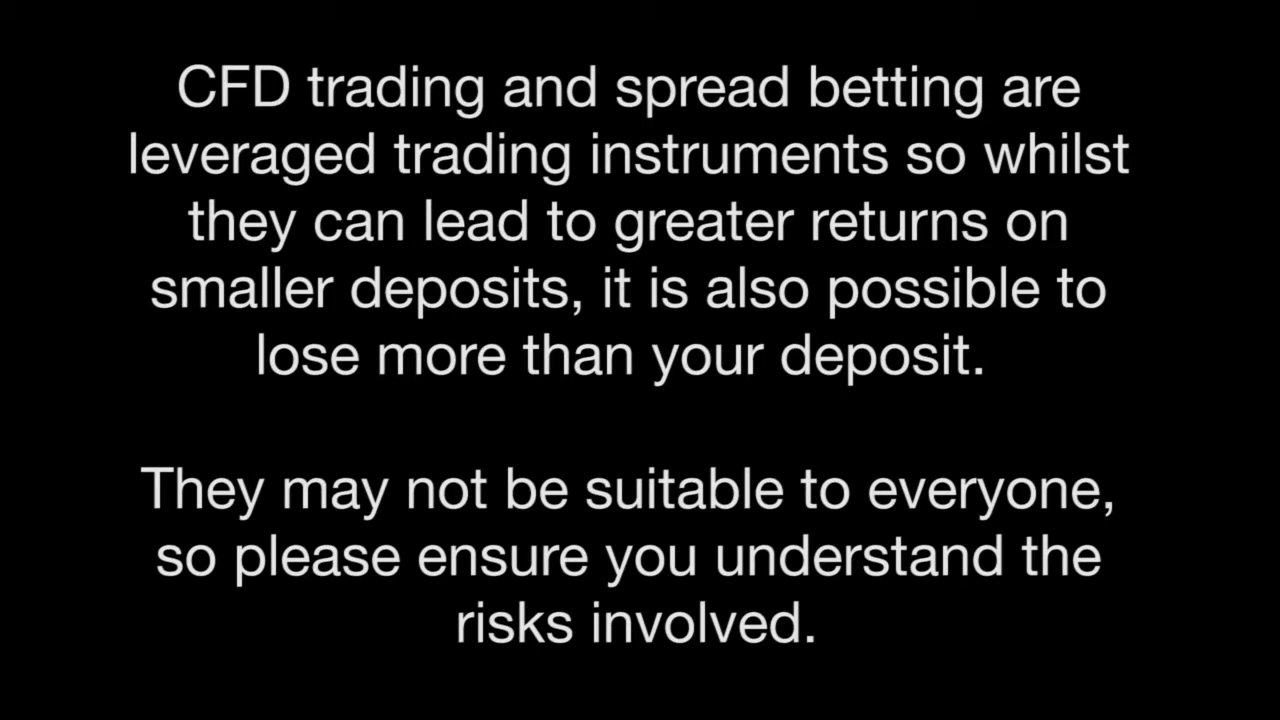 CFD trading and spread betting are
leveraged trading instruments so whilst
they can lead to greater returns on
smaller deposits, it is also possible to
lose more than your deposit.
They may not be suitable to everyone,
so please ensure you understand the
risks involved.